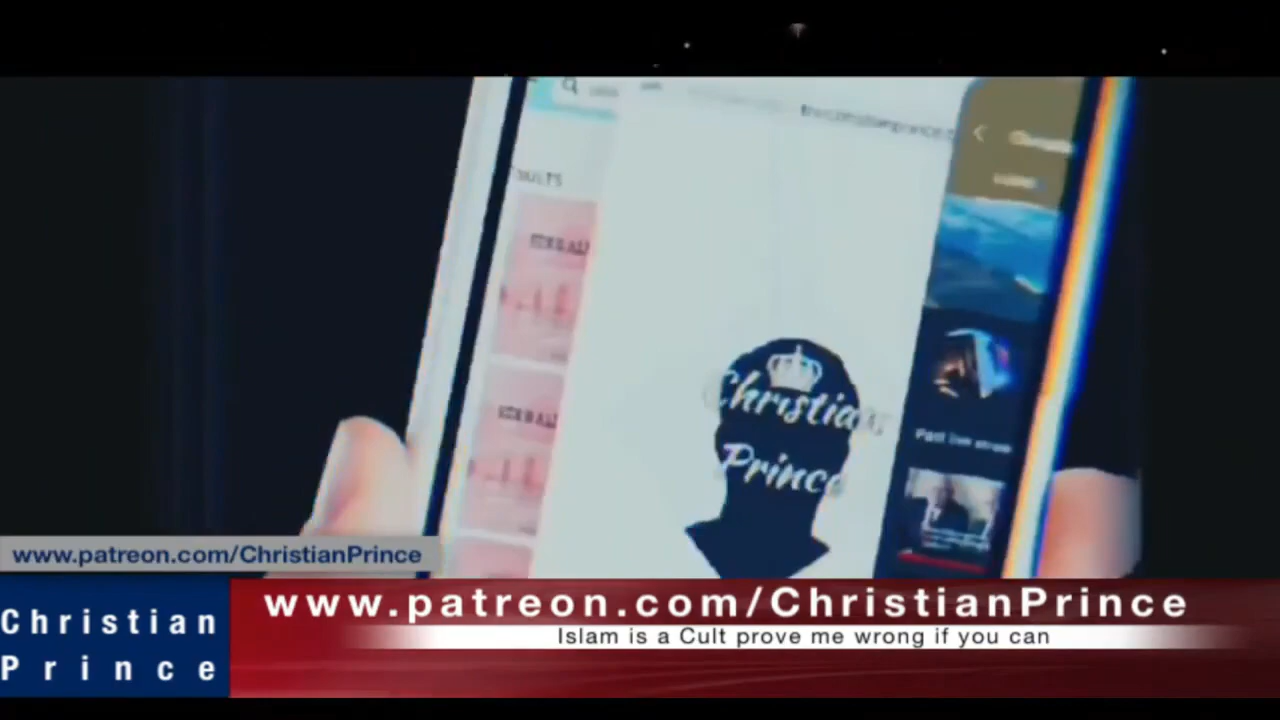 Christian
Prince
www.patreon.com/ChristianPrince
Christian
Prince
www.patreon.com/ChristianPrince
Islam is a Cult prove me wrong if you can